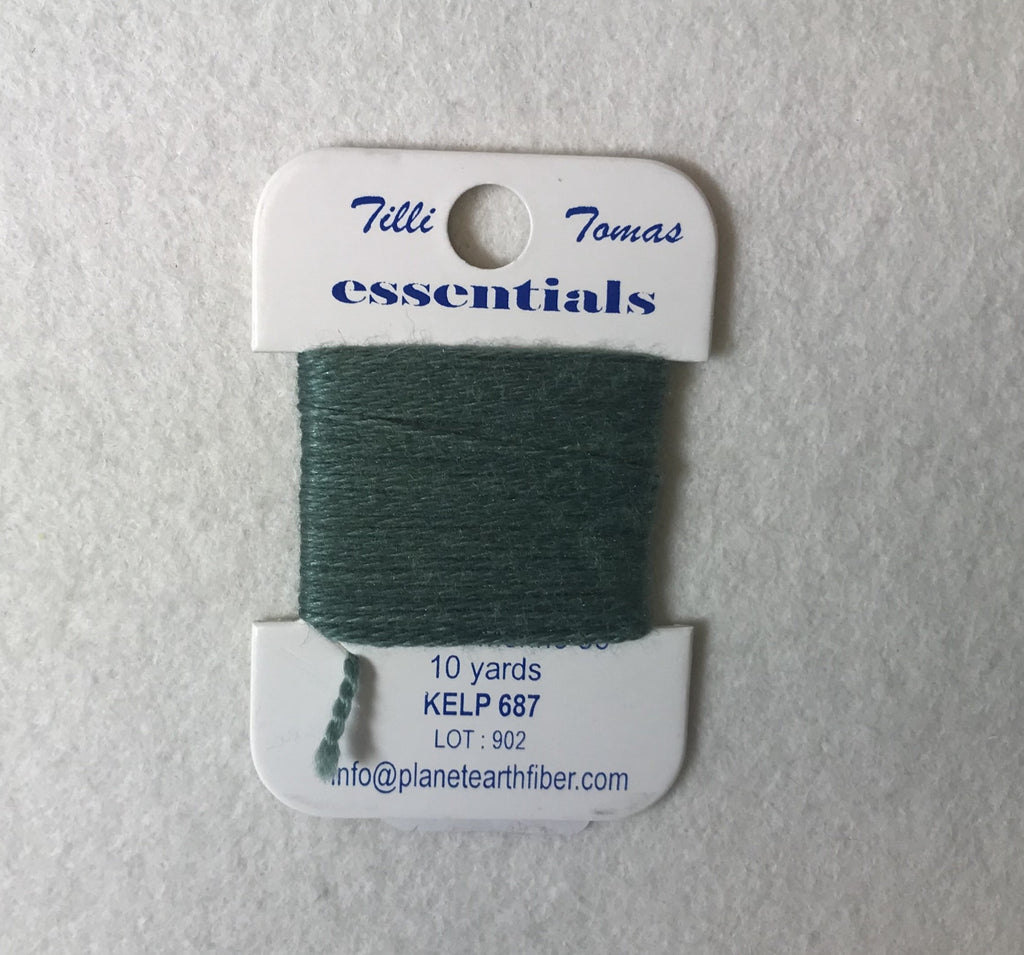 Tilli Tomas
essentials
10 yards
KELP 687
LOT : 902
info@planetearthfiber.com